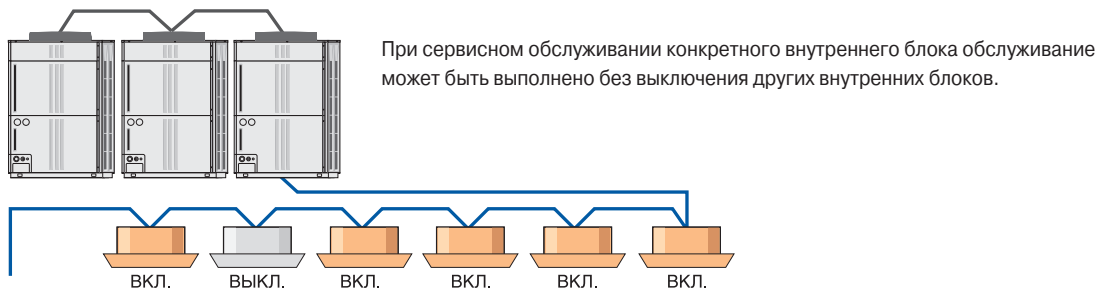 При сервисном обслуживании конкретного внутреннего блока обслуживание
может быть выполнено без выключения других внутренних блоков.
ВКЛ. ВЫКЛ. ВКЛ. ВКЛ. ВКЛ. ВКЛ.